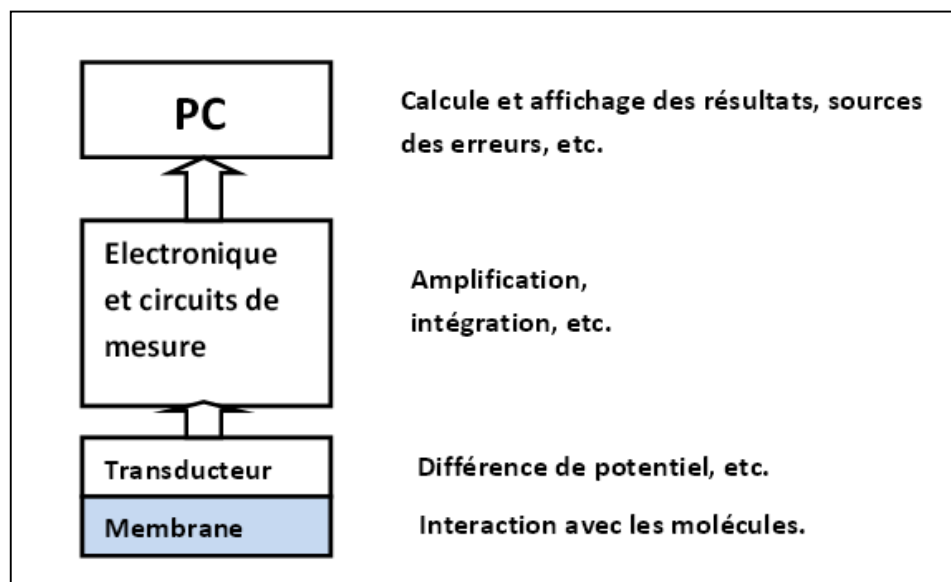 PC
Calcule et affichage des résultats, sources
des erreurs, etc.
Electronique
et circuits de
mesure
Amplification,
intégration, etc.
Transducteur
Différence de potentiel, etc.
Membrane
Interaction avec les molécules.